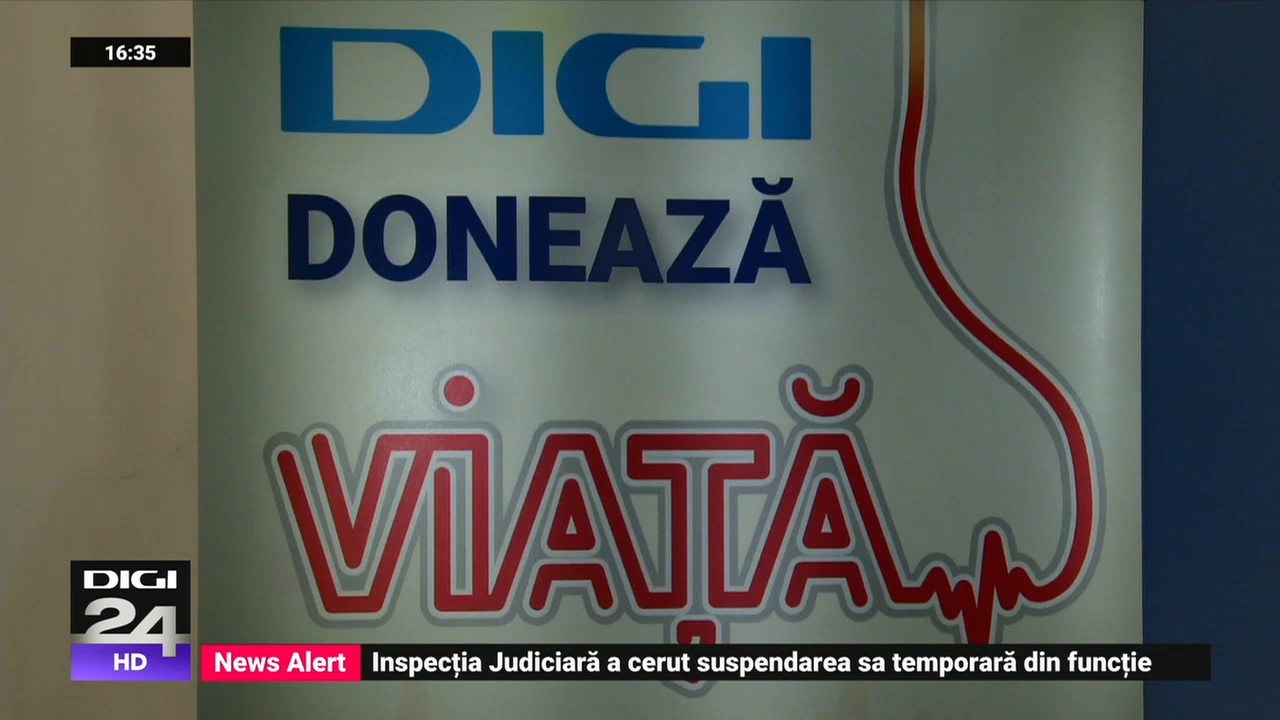 16:35
DIGI
DONEAZĂ
VIAȚĂ
DIGI
24
HD
News Alert Inspecția Judiciară a cerut suspendarea sa temporară din funcție